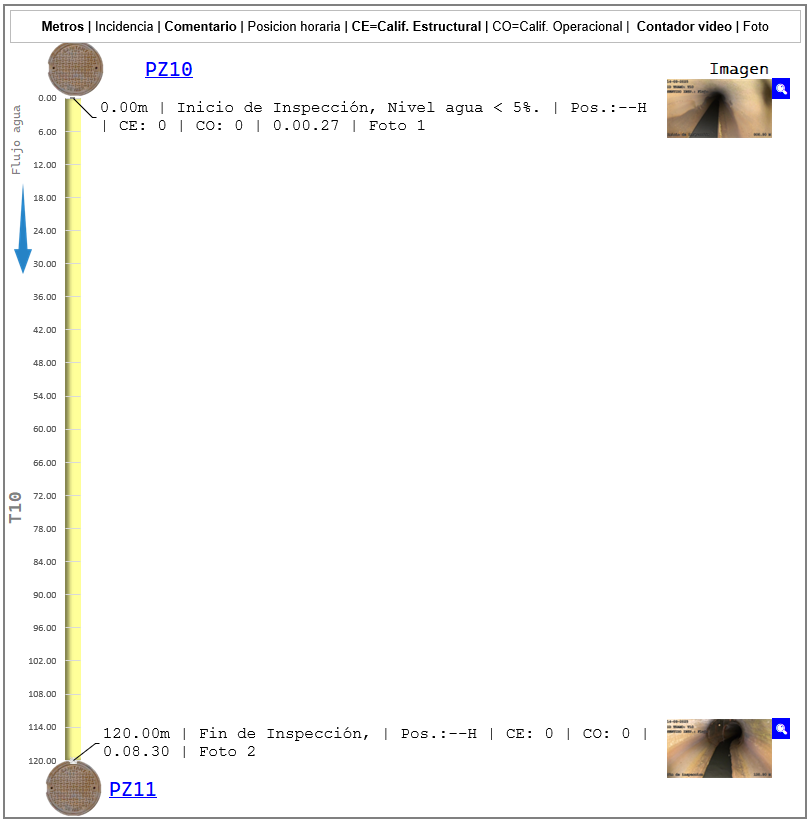 Metros | Incidencia | Comentario | Posicion horaria | CE=Calif. Estructural | CO=Calif. Operacional | Contador video | Foto
PZ10
Imagen
0.00m | Inicio de Inspección, Nivel agua < 5%. | Pos.:--H
| CE: 0 | CO: 0 | 0.00.27 | Foto 1
Flujo agua
0.00
6.00
12.00
18.00
24.00
30.00
36.00
42.00
48.00
54.00
60.00
66.00
72.00
78.00
84.00
90.00
96.00
102.00
108.00
114.00
120.00
T10
120.00m | Fin de Inspección, | Pos.:--H | CE: 0 | CO: 0 |
0.08.30 | Foto 2
PZ11